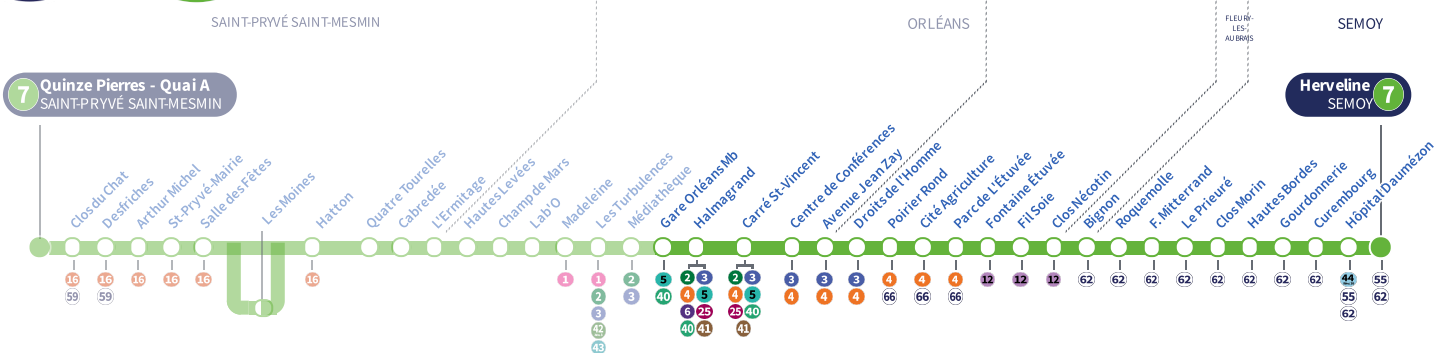 SAINT-PRYVÉ SAINT-MESMIN
ORLÉANS
FLEURY-
LES-
AUBRAIS
SEMOY
7
Quinze Pierres - Quai A
SAINT-PRYVÉ SAINT-MESMIN
Herveline
SEMOY
7
Clos du Chat
Desfriches
Arthur Michel
St-Pryvé-Mairie
Salle des Fêtes
Les Moines
Hatton
Quatre Tourelles
Cabredée
L'Ermitage
Hautes Levées
Champ de Mars
Lab'O
Madeleine
Les Turbulences
Médiathèque
Gare Orléans Mb
Halmagrand
Carré St-Vincent
Centre de Conférences
Avenue Jean Zay
Droits de l'Homme
Poirier Rond
Cité Agriculture
Parc de L'Étuvée
Fontaine Étuvée
Fil Soie
Clos Nécotin
Bignon
Roquemolle
F. Mitterrand
Le Prieuré
Clos Morin
Hautes Bordes
Gourdonnerie
Curembourg
Hôpital Daumézon
16 16 16 16 16 16 1 1 2 5 2 3 2 3 3 3 3 4 4 4 12 12 12 62 62 62 62 62 62 62 62 44 55
59 59 2 3 40 4 5 4 5 4 4 4 66 66 66 55 62
3 6 25 25 40 62
42 40 41 41
43